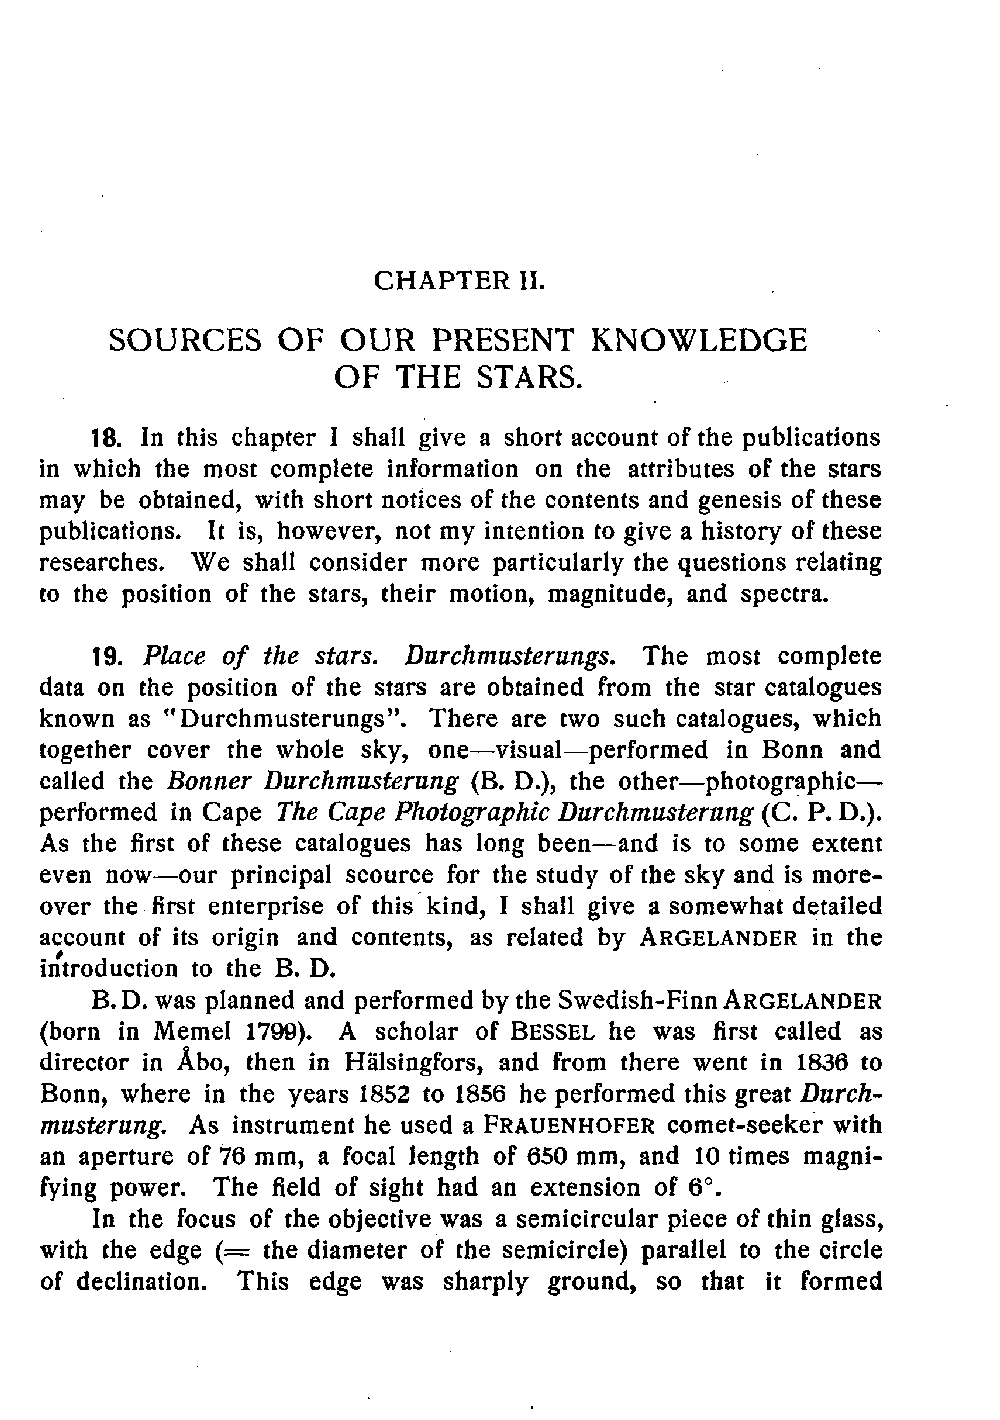 CHAPTER II.
SOURCES OF OUR PRESENT KNOWLEDGE
OF THE STARS.
18. In this chapter I shall give a short account of the publications
in which the most complete information on the attributes of the stars
may be obtained, with short notices of the contents and genesis of these
publications. It is, however, not my intention to give a history of these
researches. We shall consider more particularly the questions relating
to the position of the stars, their motion, magnitude, and spectra.
19. Place of the stars. Durchmusterungs. The most complete
data on the position of the stars are obtained from the star catalogues
known as "Durchmusterungs". There are two such catalogues, which
together cover the whole sky, one—visual—performed in Bonn and
called the Bonner Durchmusterung (B. D.), the other—photographic—
performed in Cape The Cape Photographic Durchmusterung (C. P. D.).
As the first of these catalogues has long been—and is to some extent
even now—our principal scource for the study of the sky and is more-
over the first enterprise of this kind, I shall give a somewhat detailed
account of its origin and contents, as related by ARGELANDER in the
introduction to the B. D.
B. D. was planned and performed by the Swedish-Finn ARGELANDER
(born in Memel 1799). A scholar of BESSEL he was first called as
director in Åbo, then in Hälsingfors, and from there went in 1836 to
Bonn, where in the years 1852 to 1856 he performed this great Durch-
musterung. As instrument he used a FRAUENHOFER comet-seeker with
an aperture of 76 mm, a focal length of 650 mm, and 10 times magni-
fying power. The field of sight had an extension of 6°.
In the focus of the objective was a semicircular piece of thin glass,
with the edge (= the diameter of the semicircle) parallel to the circle
of declination. This edge was sharply ground, so that it formed